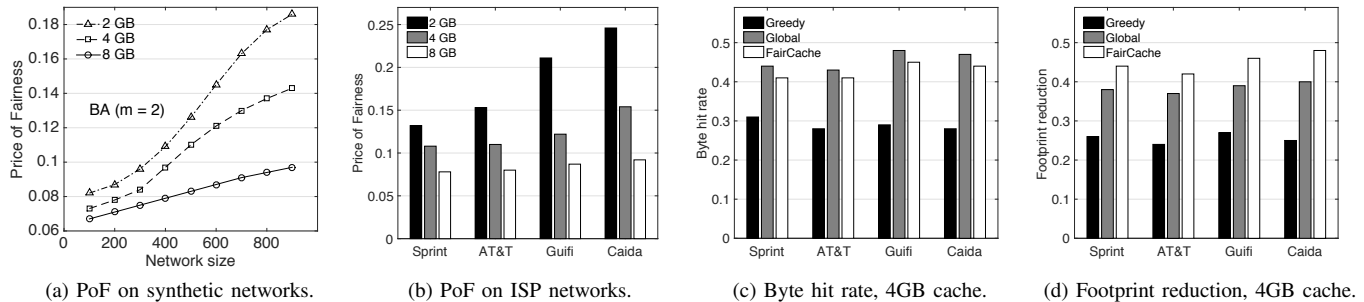 Price of Fairness
0.18
0.16
0.14
0.12
0.1
0.08
0.06
0
200
400
600
800
Network size
2 GB
4 GB
8 GB
BA (m = 2)
(a) PoF on synthetic networks.
Price of Fairness
0.25
0.2
0.15
0.1
0.05
0
2 GB
4 GB
8 GB
Sprint
AT&T
Guifi
Caida
(b) PoF on ISP networks.
Byte hit rate
0.5
0.4
0.3
0.2
0.1
0
Greedy
Global
FairCache
Sprint
AT&T
Guifi
Caida
(c) Byte hit rate, 4GB cache.
Footprint reduction
0.5
0.4
0.3
0.2
0.1
0
Greedy
Global
FairCache
Sprint
AT&T
Guifi
Caida
(d) Footprint reduction, 4GB cache.